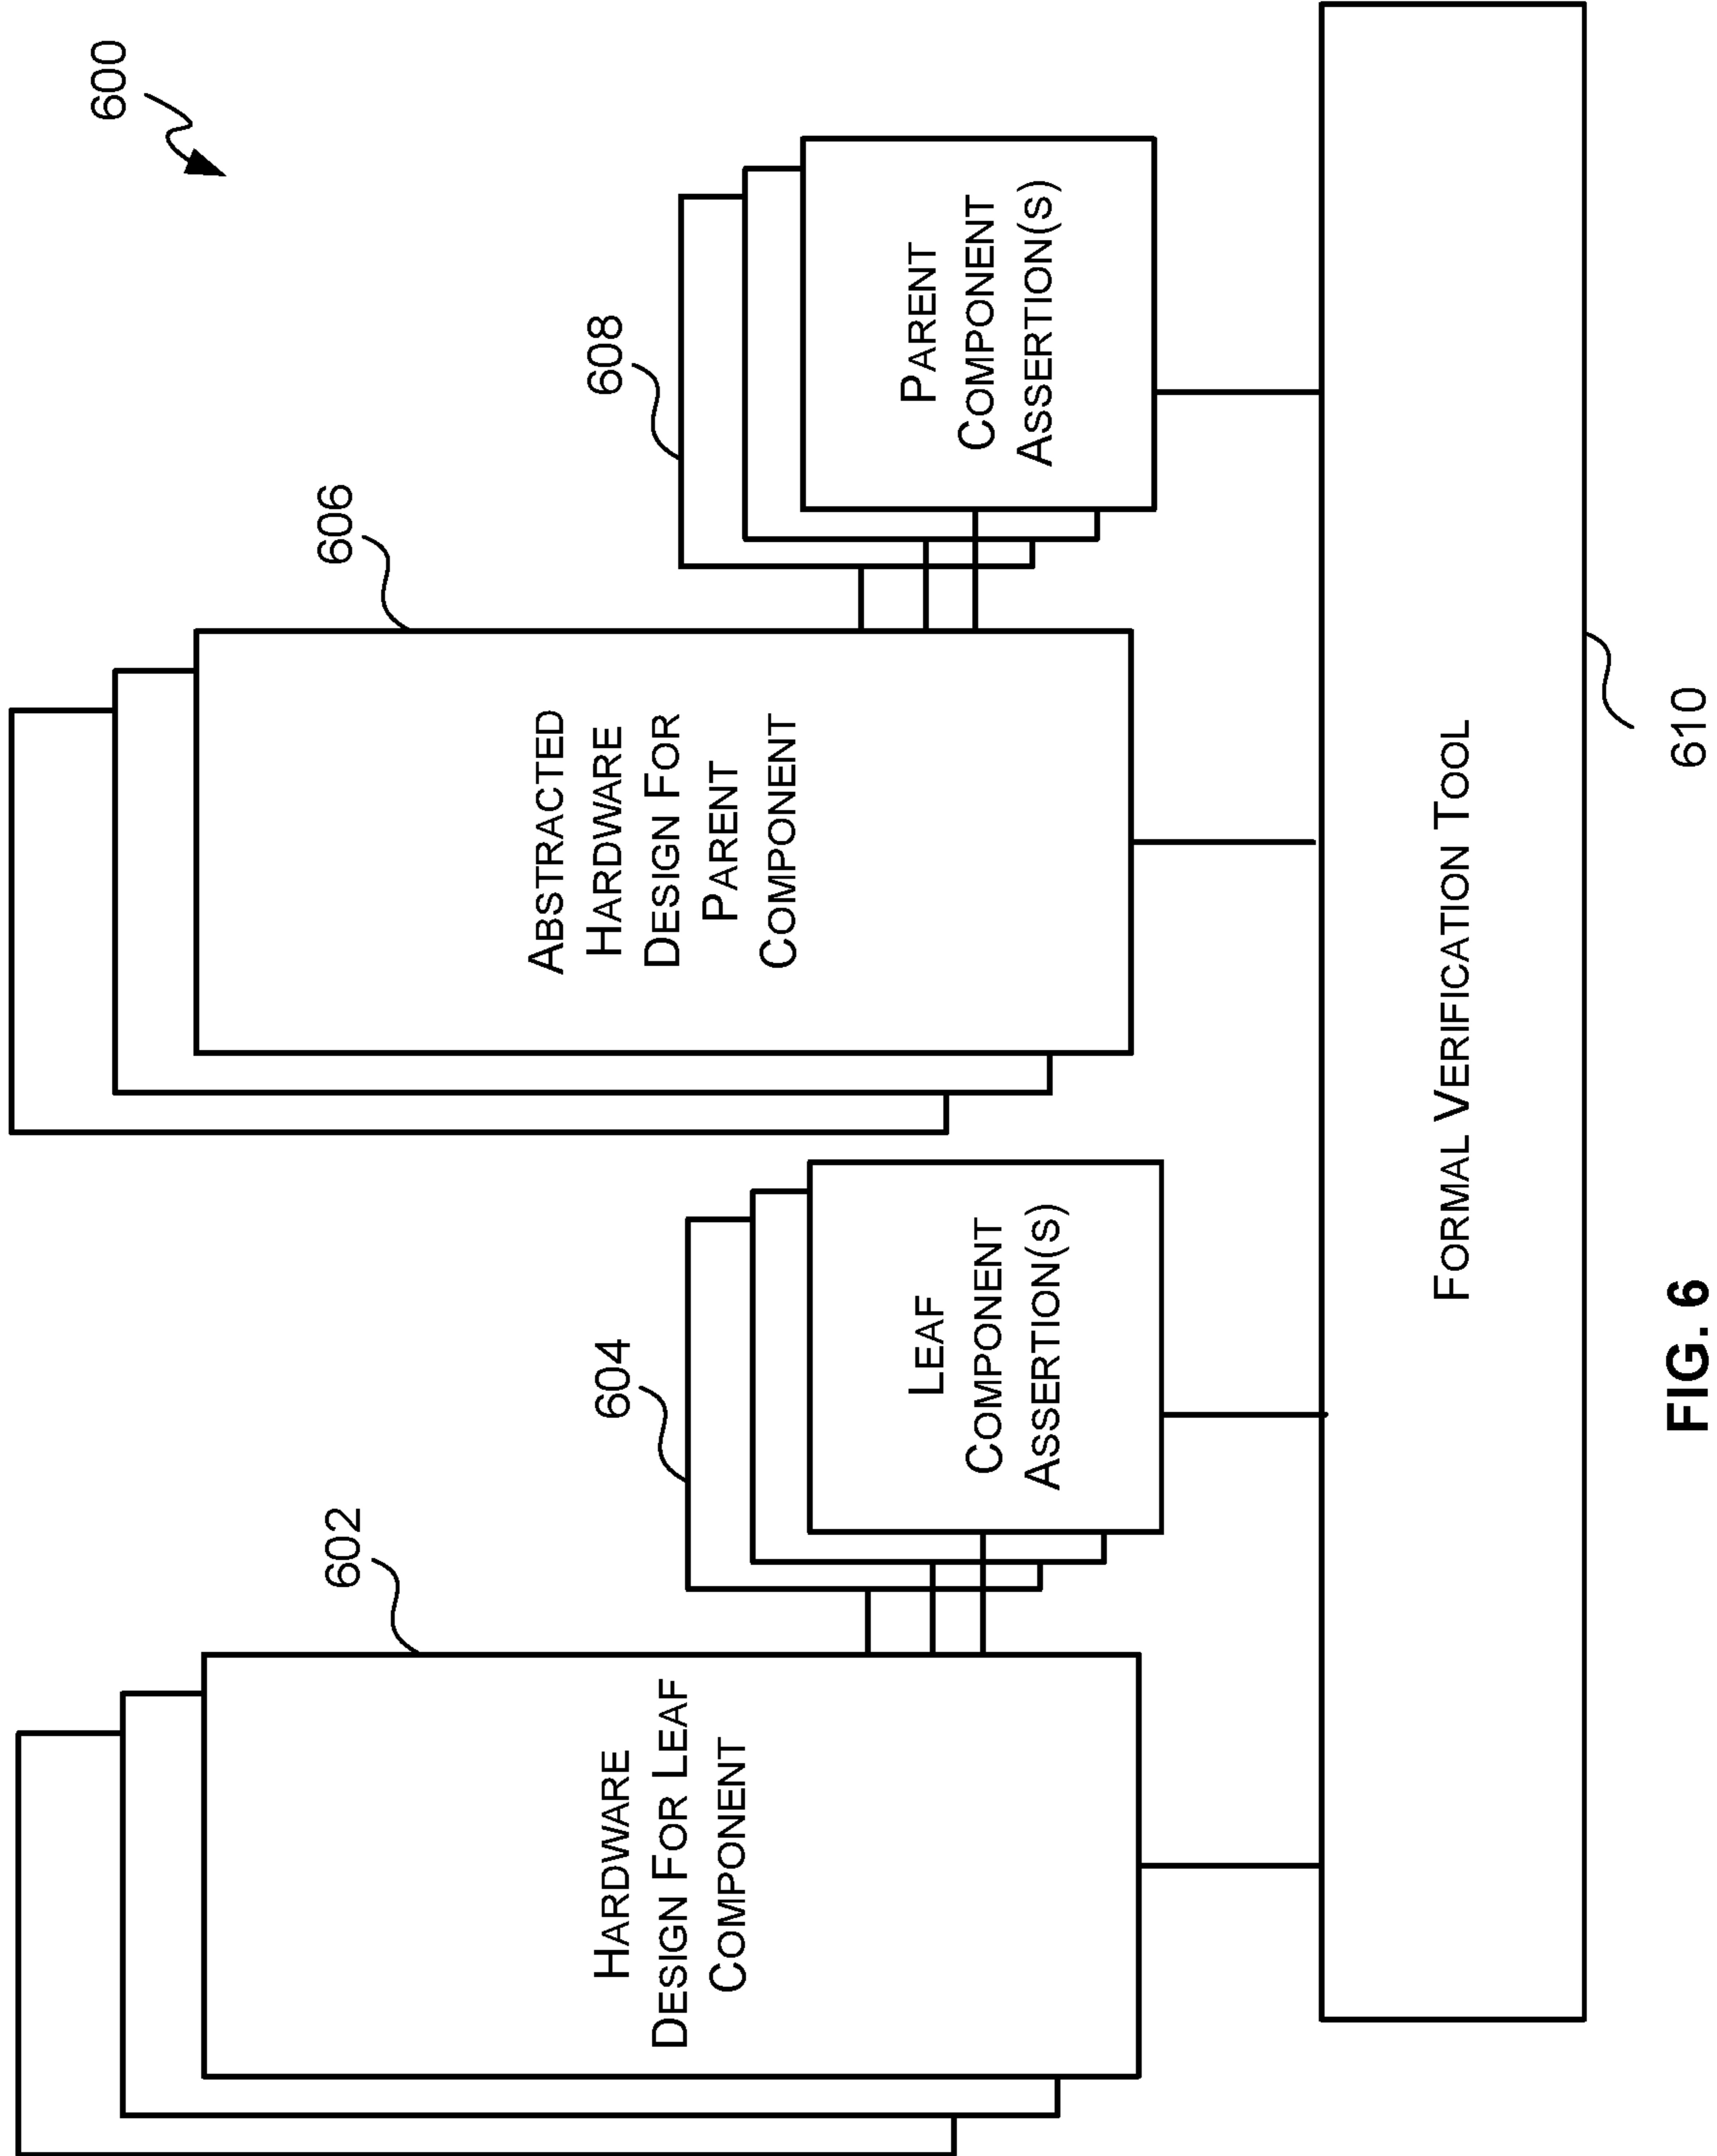 600
602
HARDWARE
DESIGN FOR LEAF
COMPONENT
604
LEAF
COMPONENT
ASSERTION(S)
606
ABSTRACTED
HARDWARE
DESIGN FOR
PARENT
COMPONENT
608
PARENT
COMPONENT
ASSERTION(S)
FORMAL VERIFICATION TOOL
610
FIG. 6